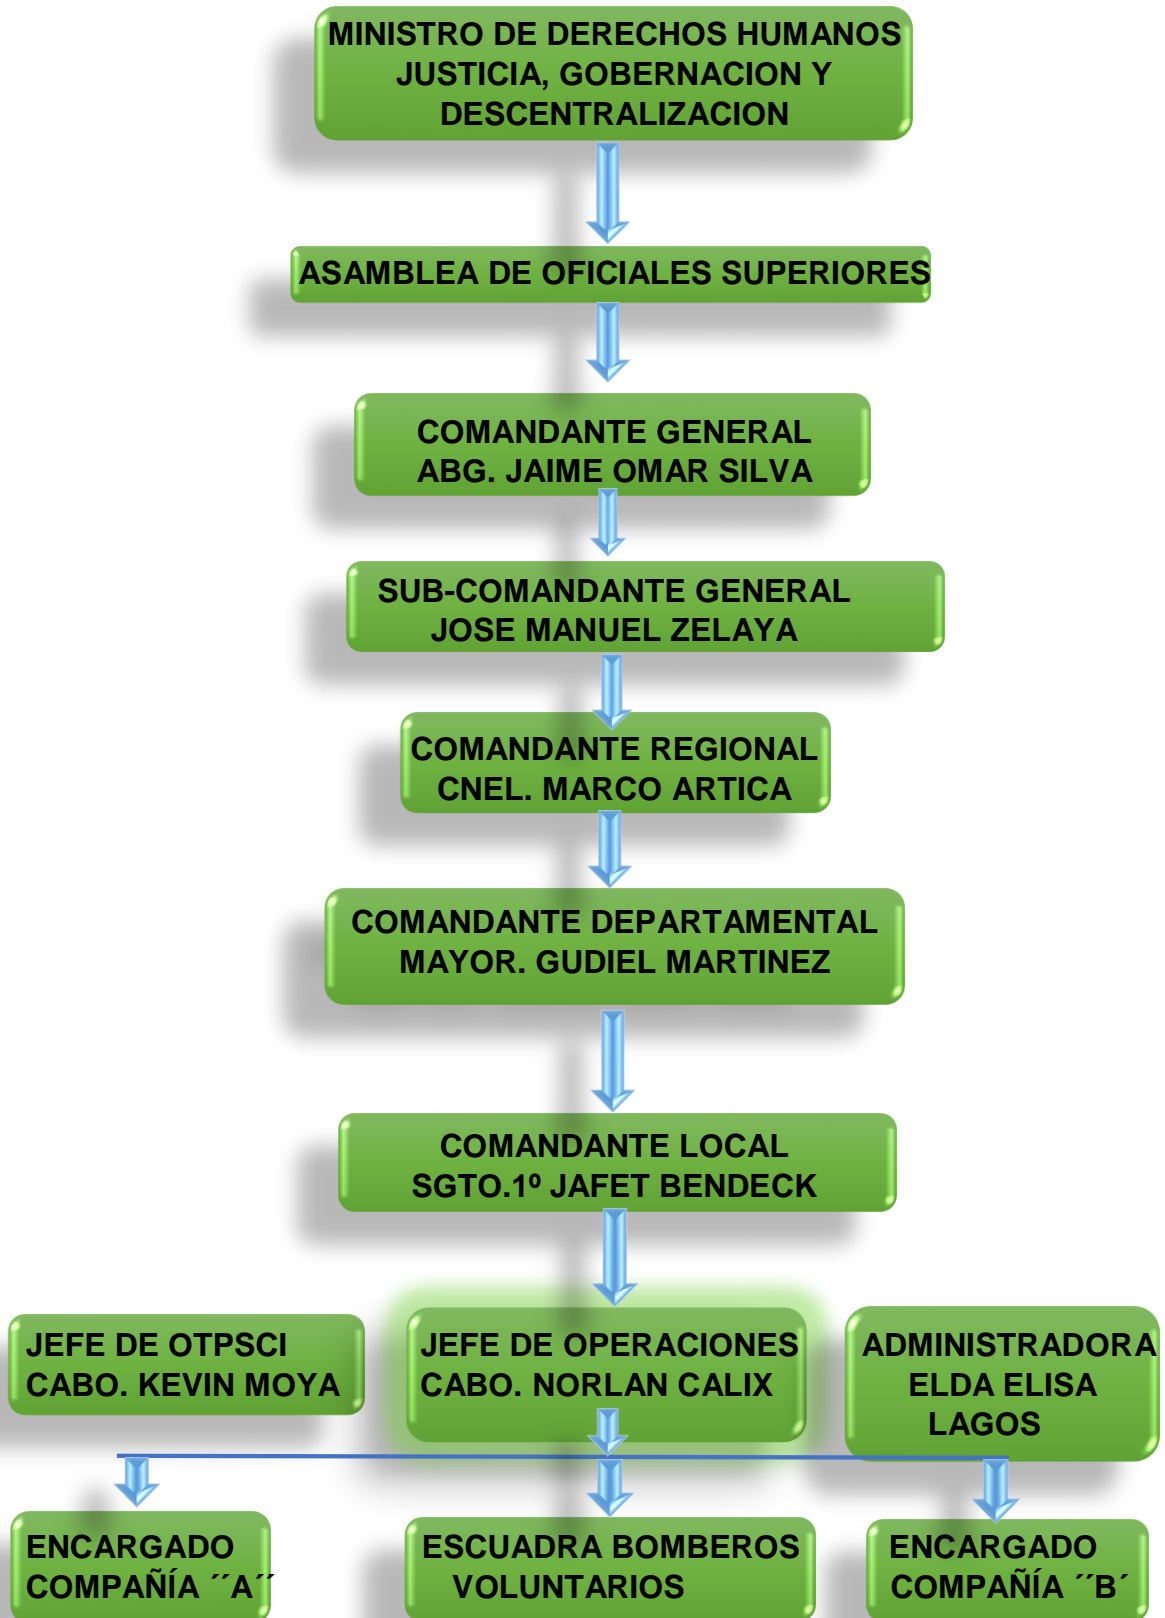 MINISTRO DE DERECHOS HUMANOS
JUSTICIA, GOBERNACION Y
DESCENTRALIZACION
ASAMBLEA DE OFICIALES SUPERIORES
COMANDANTE GENERAL
ABG. JAIME OMAR SILVA
SUB-COMANDANTE GENERAL
JOSE MANUEL ZELAYA
COMANDANTE REGIONAL
CNEL. MARCO ARTICA
COMANDANTE DEPARTAMENTAL
MAYOR. GUDIEL MARTINEZ
COMANDANTE LOCAL
SGTO.1º JAFET BENDECK
JEFE DE OTPSCI
CABO. KEVIN MOYA
JEFE DE OPERACIONES
CABO. NORLAN CALIX
ADMINISTRADORA
ELDA ELISA
LAGOS
ENCARGADO
COMPAÑÍA ´´A´´
ESCUADRA BOMBEROS
VOLUNTARIOS
ENCARGADO
COMPAÑÍA ´´B´